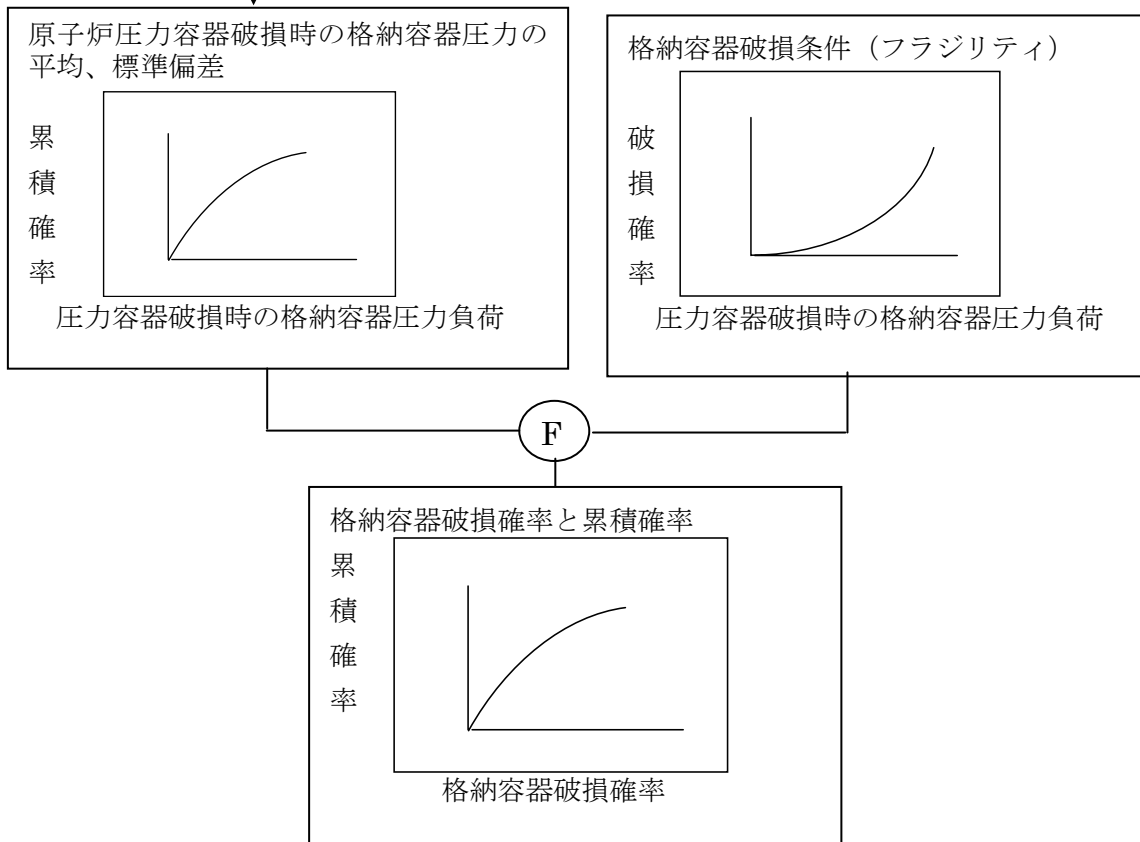 原子炉圧力容器破損時の格納容器圧力の
平均、標準偏差
累積確率
圧力容器破損時の格納容器圧力負荷
格納容器破損条件（フラジリティ）
破損確率
圧力容器破損時の格納容器圧力負荷
F
格納容器破損確率と累積確率
累積確率
格納容器破損確率